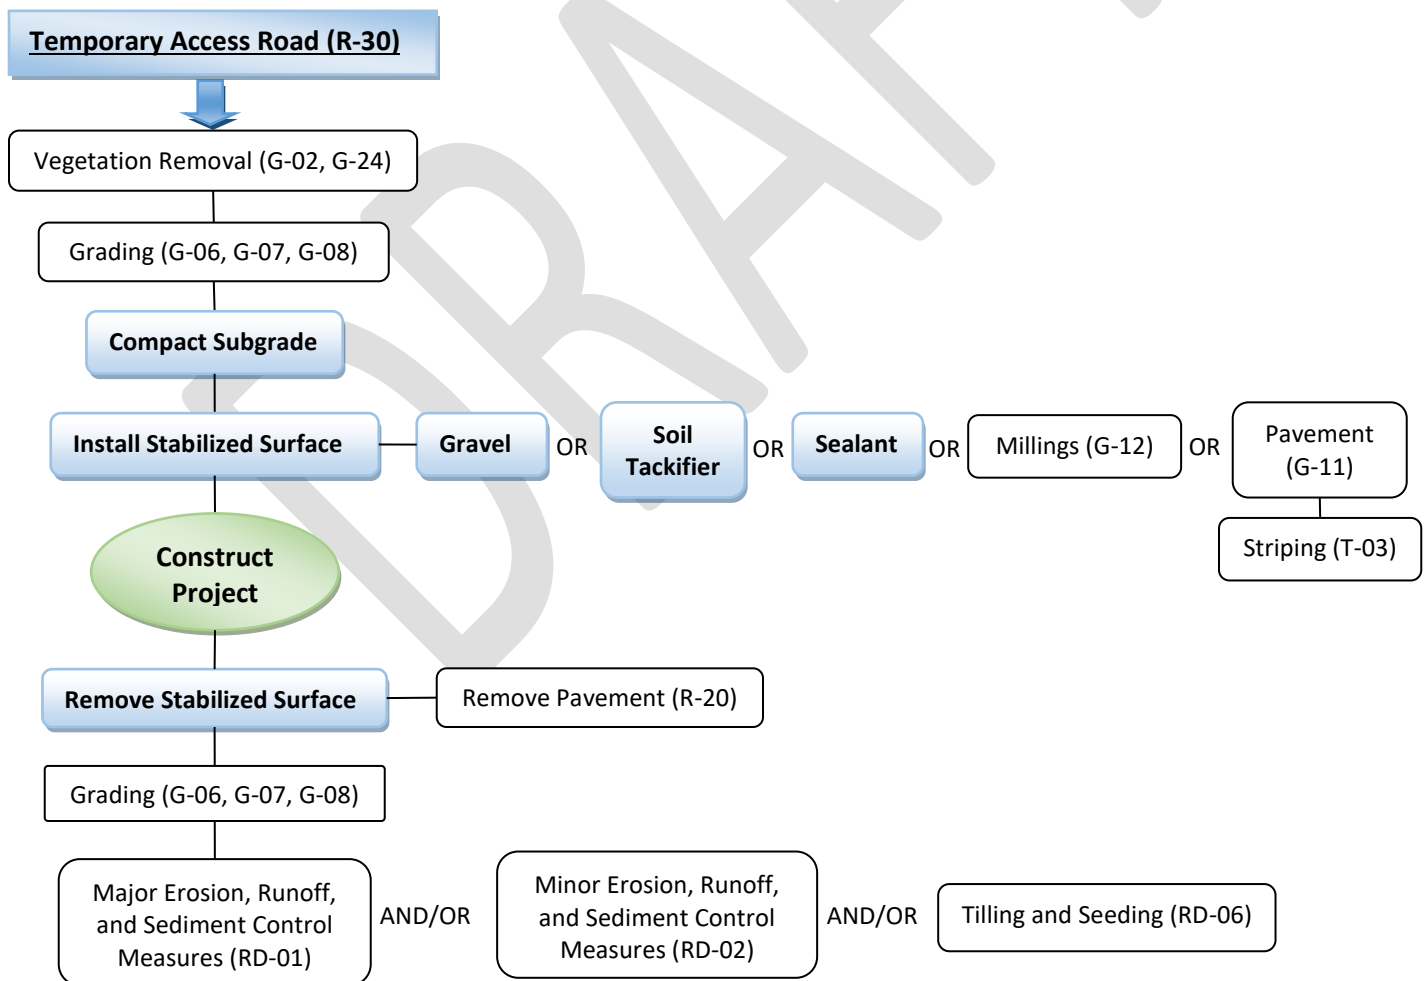 Temporary Access Road (R-30)
Vegetation Removal (G-02, G-24)
Grading (G-06, G-07, G-08)
Compact Subgrade
Install Stabilized Surface
Gravel
OR
Soil
Tackifier
OR
Sealant
OR
Millings (G-12)
OR
Pavement
(G-11)
Striping (T-03)
Construct
Project
Remove Stabilized Surface
Remove Pavement (R-20)
Grading (G-06, G-07, G-08)
Major Erosion, Runoff,
and Sediment Control
Measures (RD-01)
AND/OR
Minor Erosion, Runoff,
and Sediment Control
Measures (RD-02)
AND/OR
Tilling and Seeding (RD-06)
DRAF